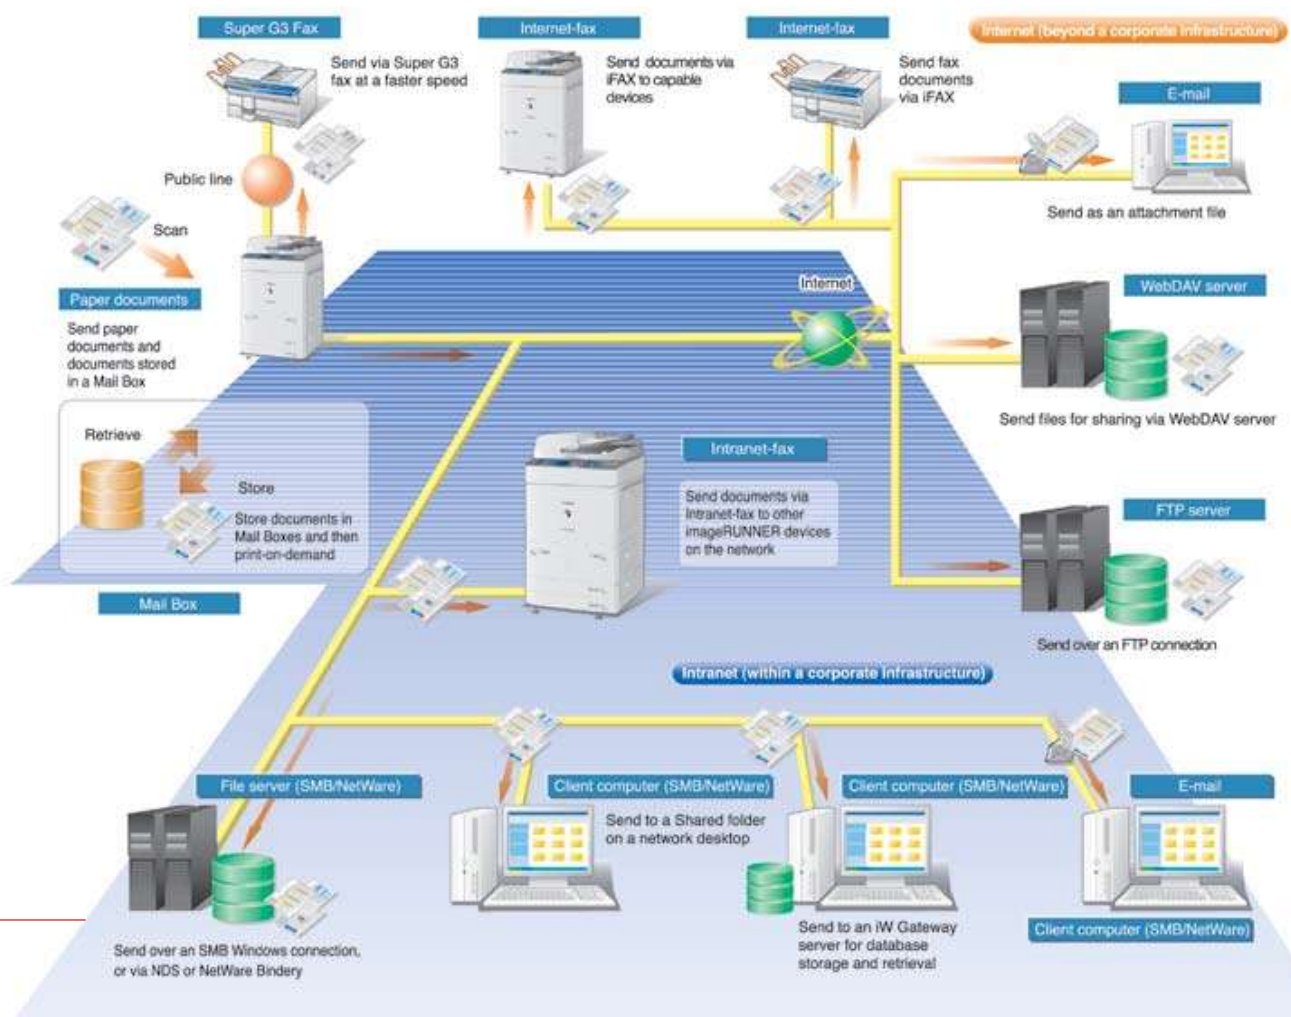 Super G3 Fax
Send via Super G3
fax at a faster speed
Internet-fax
Send documents via
iFAX to capable
devices
Internet-fax
Send fax
documents
via iFAX
Internet (beyond a corporate infrastructure)
E-mail
Send as an attachment file
Public line
Scan
Paper documents
Send paper
documents and
documents stored
in a Mail Box
Internet
WebDAV server
Send files for sharing via WebDAV server
Retrieve
Store
Store documents in
Mail Boxes and then
print-on-demand
Mail Box
Intranet-fax
Send documents via
Intranet-fax to other
imageRUNNER devices
on the network
FTP server
Send over an FTP connection
Intranet (within a corporate infrastructure)
File server (SMB/NetWare)
Send over an SMB Windows connection,
or via NDS or NetWare Bindery
Client computer (SMB/NetWare)
Send to a Shared folder
on a network desktop
Client computer (SMB/NetWare)
Send to an iW Gateway
server for database
storage and retrieval
E-mail
Client computer (SMB/NetWare)